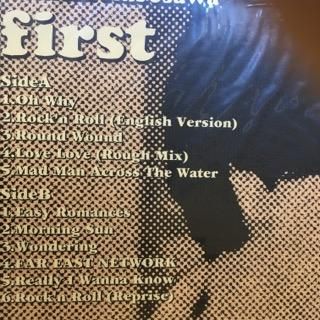 first
SideA
1.Oh Why
2.Rock'n Roll (English Version)
3.Round Wound
4.Love Love (Rough Mix)
5.Mad Man Across The Water
SideB
1.Easy Romances
2.Morning Sun
3.Wondering
4.FAR EAST NETWORK
5.Really I Wanna Know
6.Rock'n Roll (Reprise)